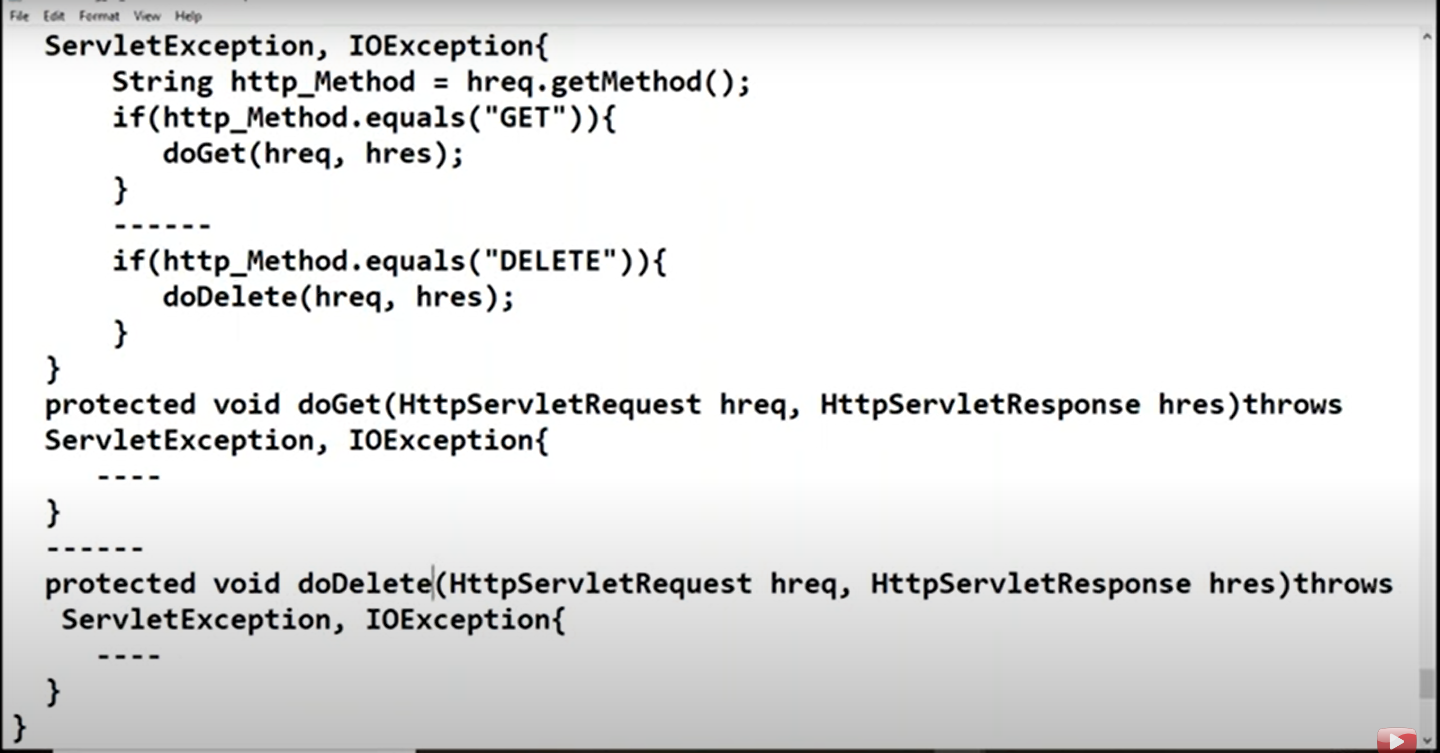 File Edit Format View Help
ServletException, IOException{
String http_Method = hreq.getMethod();
if(http_Method.equals("GET")){
doGet(hreq, hres);
}
------
if(http_Method.equals("DELETE")){
doDelete(hreq, hres);
}
}
protected void doGet(HttpServletRequest hreq, HttpServletResponse hres)throws
ServletException, IOException{
----
}
------
protected void doDelete(HttpServletRequest hreq, HttpServletResponse hres)throws
ServletException, IOException{
----
}
}